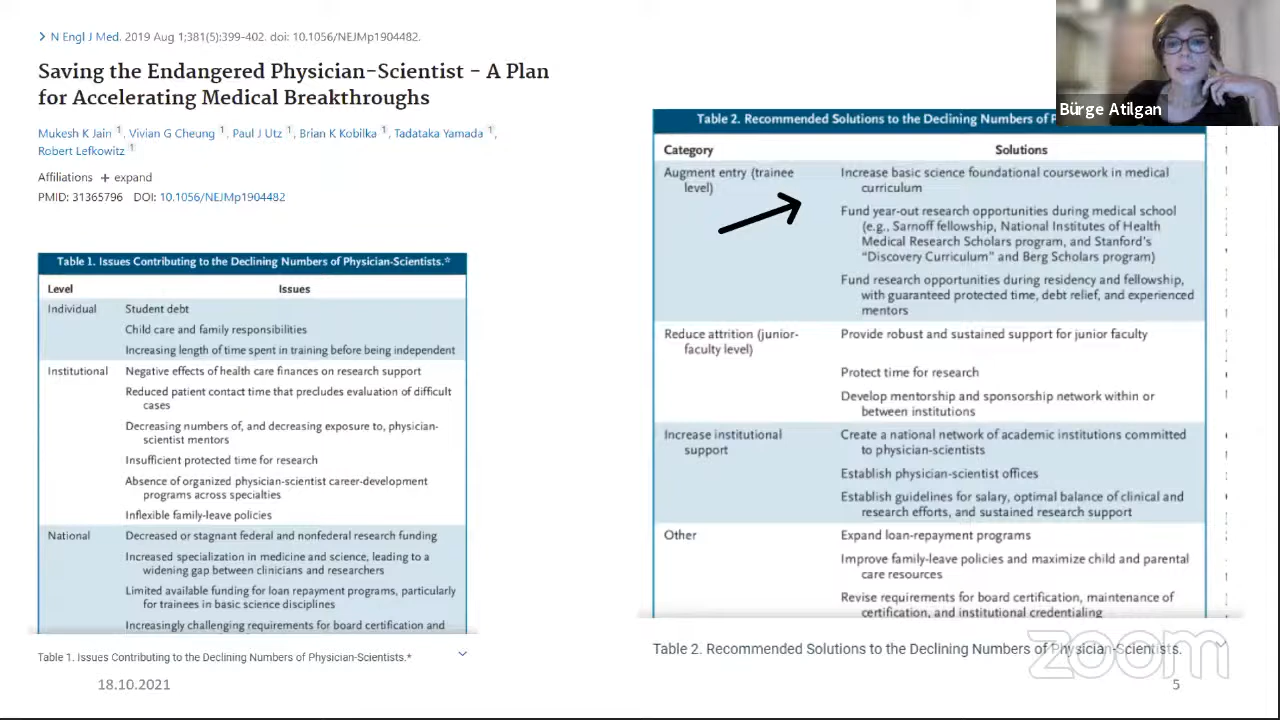 > N Engl J Med. 2019 Aug 1;381(5):399-402. doi: 10.1056/NEJMp1904482.
Saving the Endangered Physician-Scientist - A Plan
for Accelerating Medical Breakthroughs
Mukesh K Jain 1, Vivian G Cheung 1, Paul J Utz 1, Brian K Kobilka 1, Tadataka Yamada 1,
Robert Lefkowitz 1
Affiliations + expand
PMID: 31365796 DOI: 10.1056/NEJMp1904482
Table 1. Issues Contributing to the Declining Numbers of Physician-Scientists.*
Level Issues
Individual Student debt
Child care and family responsibilities
Increasing length of time spent in training before being independent
Institutional Negative effects of health care finances on research support
Reduced patient contact time that precludes evaluation of difficult
cases
Decreasing numbers of, and decreasing exposure to, physician-
scientist mentors
Insufficient protected time for research
Absence of organized physician-scientist career-development
programs across specialties
Inflexible family-leave policies
National Decreased or stagnant federal and nonfederal research funding
Increased specialization in medicine and science, leading to a
widening gap between clinicians and researchers
Limited available funding for loan repayment programs, particularly
for trainees in basic science disciplines
Increasingly challenging requirements for board certification and
Table 1. Issues Contributing to the Declining Numbers of Physician-Scientists.*
18.10.2021
Bürge Atilgan
Table 2. Recommended Solutions to the Declining Numbers of P
Category Solutions
Augment entry (trainee
level)
Increase basic science foundational coursework in medical
curriculum
Fund year-out research opportunities during medical school
(e.g., Sarnoff fellowship, National Institutes of Health
Medical Research Scholars program, and Stanford's
"Discovery Curriculum" and Berg Scholars program)
Fund research opportunities during residency and fellowship,
with guaranteed protected time, debt relief, and experienced
mentors
Reduce attrition (junior-
faculty level)
Provide robust and sustained support for junior faculty
Protect time for research
Develop mentorship and sponsorship network within or
between institutions
Increase institutional
support
Create a national network of academic institutions committed
to physician-scientists
Establish physician-scientist offices
Establish guidelines for salary, optimal balance of clinical and
research efforts, and sustained research support
Other Expand loan-repayment programs
Improve family-leave policies and maximize child and parental
care resources
Revise requirements for board certification, maintenance of
certification, and institutional credentialing
Table 2. Recommended Solutions to the Declining Numbers of Physician-Scientists.
zoom
5